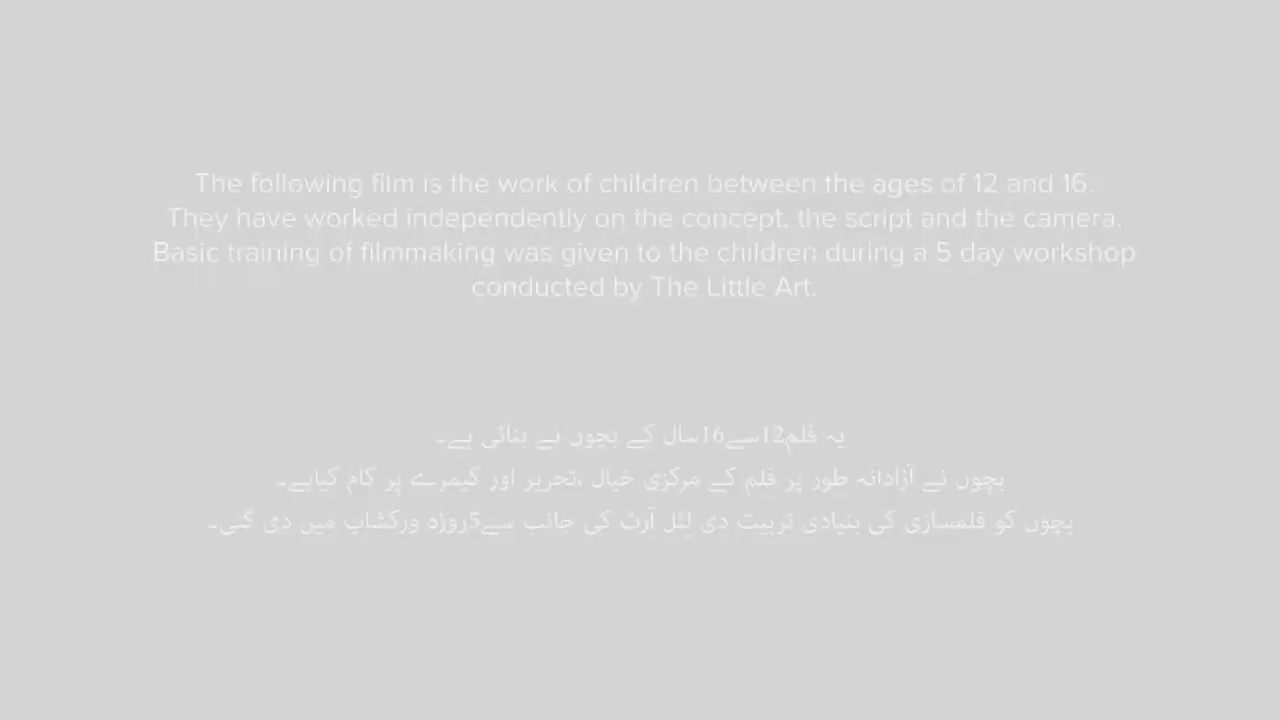 The following film is the work of children between the ages of 12 and 16.
They have worked independently on the concept, the script and the camera.
Basic training of filmmaking was given to the children during a 5 day workshop
conducted by The Little Art.
یہ فلم12سے16سال کے بچوں نے بنائی ہے۔
بچوں نے آزادانہ طور پر فلم کے مرکزی خیال ،تحریر اور کیمرے پر کام کیاہے۔
بچوں کو فلمسازی کی بنیادی تربیت دی لِٹل آرٹ کی جانب سے5روزہ ورکشاپ میں دی گئی۔